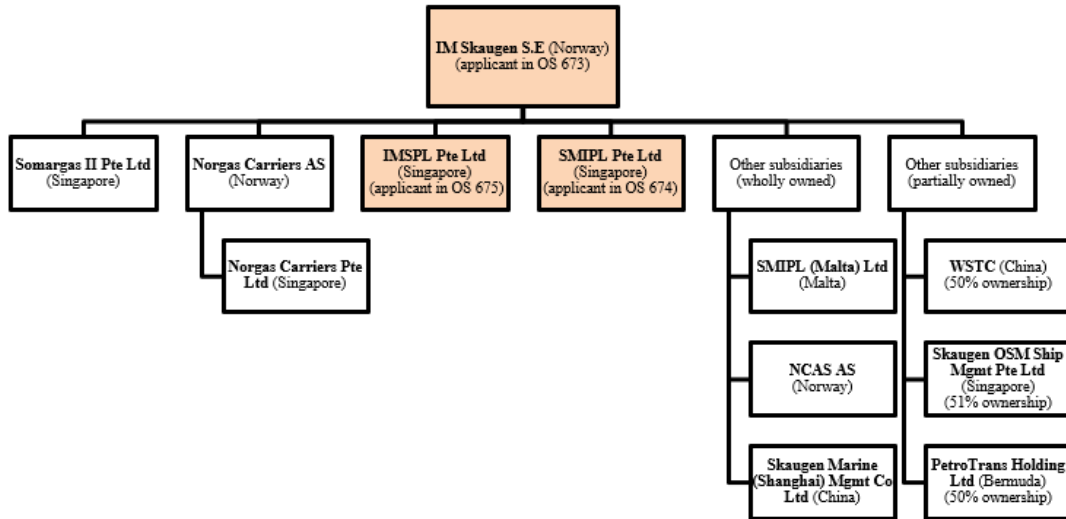 IM Skaugen S.E (Norway)
(applicant in OS 673)
Somargas II Pte Ltd
(Singapore)
Norgas Carriers AS
(Norway)
IMSPL Pte Ltd
(Singapore)
(applicant in OS 675)
SMIPL Pte Ltd
(Singapore)
(applicant in OS 674)
Other subsidiaries
(wholly owned)
Other subsidiaries
(partially owned)
Norgas Carriers Pte
Ltd (Singapore)
SMIPL (Malta) Ltd
(Malta)
WSTC (China)
(50% ownership)
NCAS AS
(Norway)
Skaugen OSM Ship
Mgmt Pte Ltd
(Singapore)
(51% ownership)
Skaugen Marine
(Shanghai) Mgmt Co
Ltd (China)
PetroTrans Holding
Ltd (Bermuda)
(50% ownership)